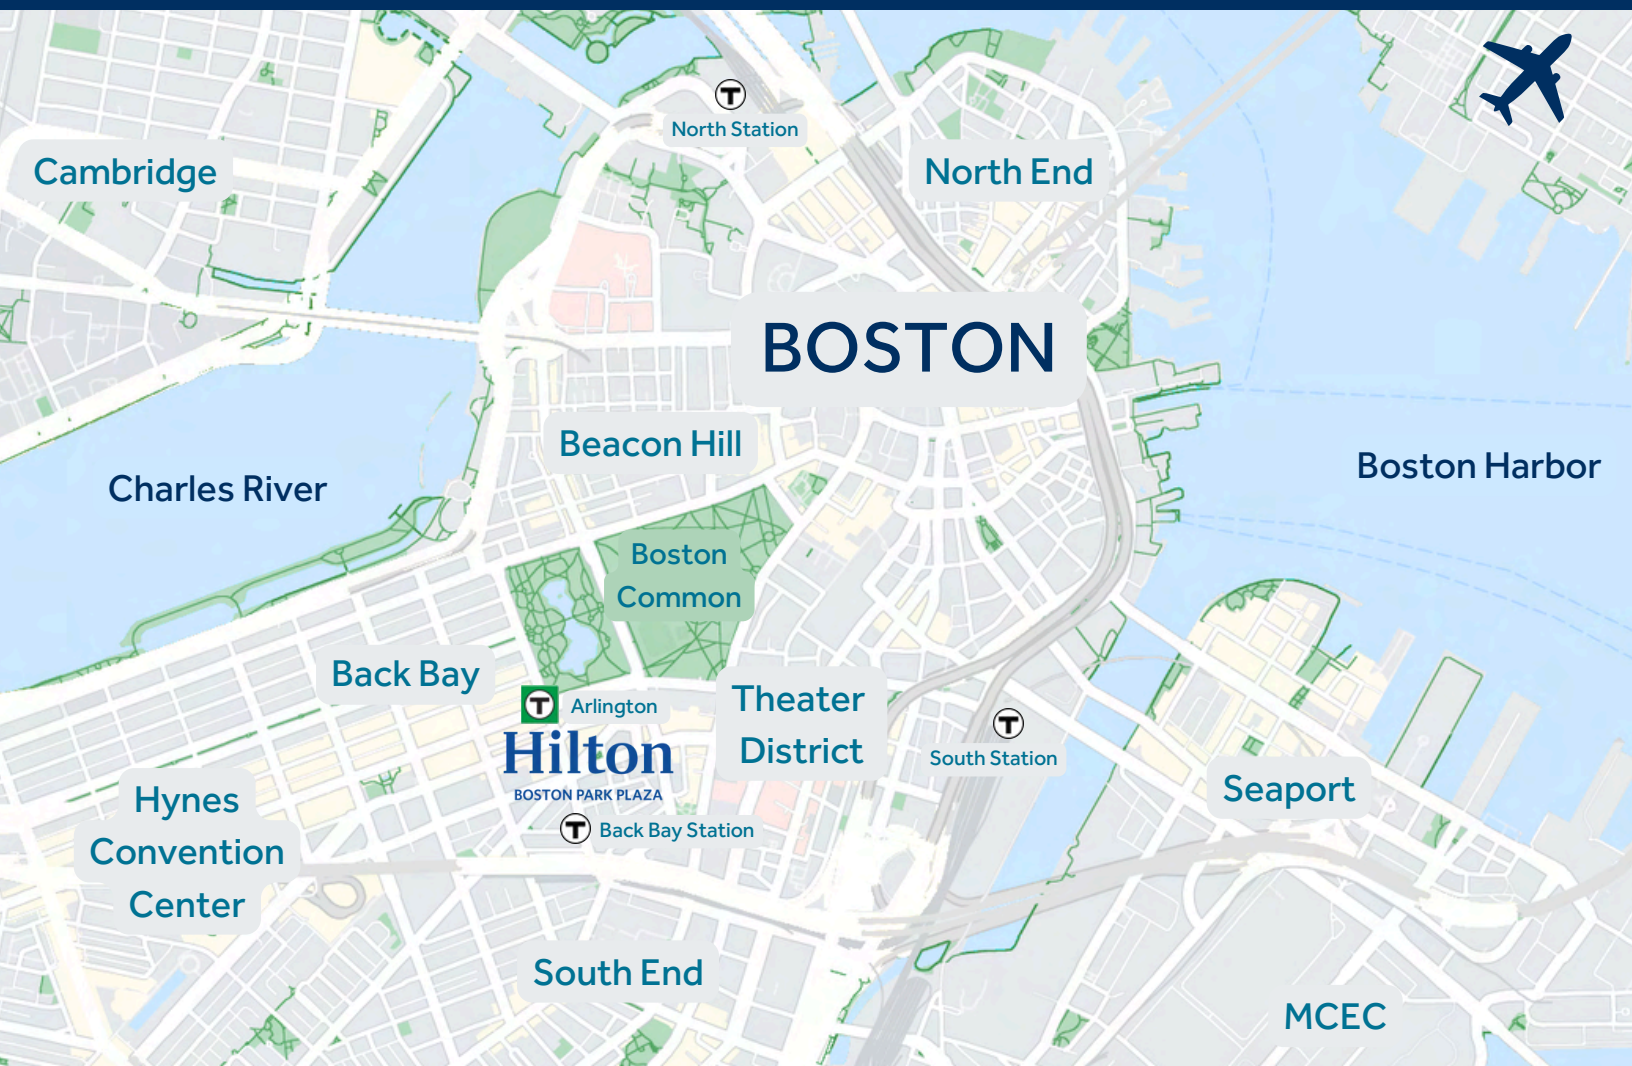 T
North Station
Cambridge
North End
BOSTON
Beacon Hill
Charles River
Boston Harbor
Boston
Common
Back Bay
T Arlington
Theater
District
Hilton
BOSTON PARK PLAZA
T
South Station
T Back Bay Station
Seaport
Hynes
Convention
Center
South End
MCEC